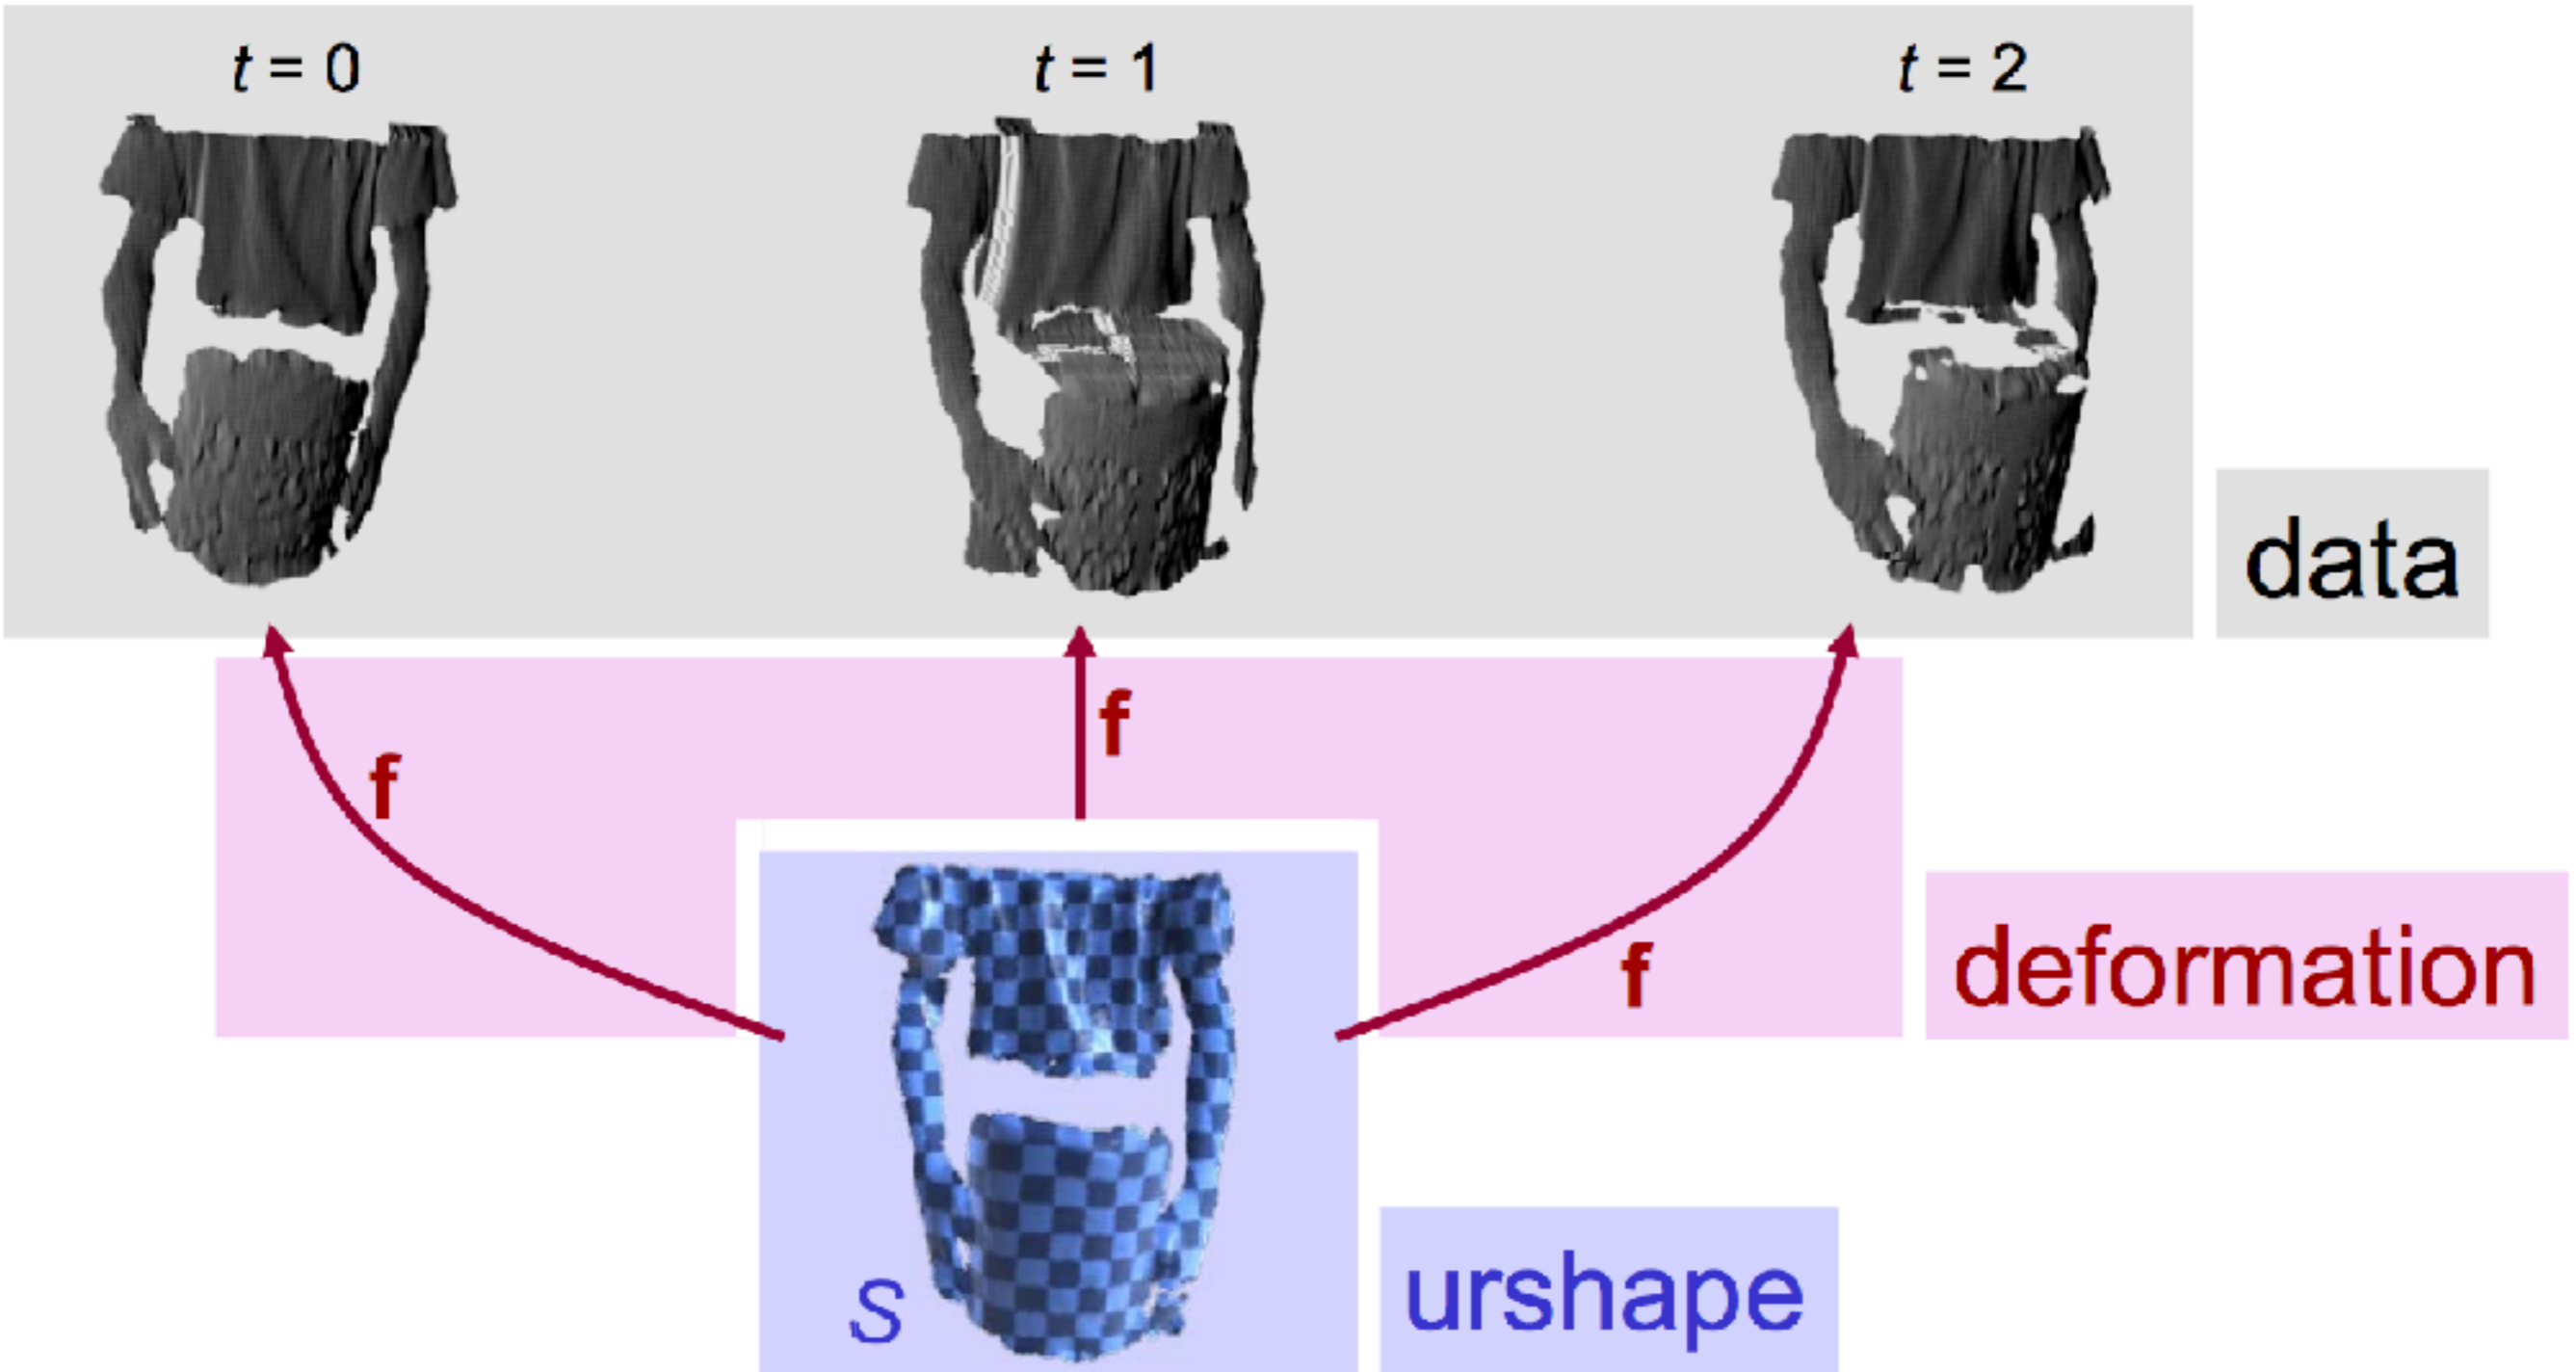 t = 0
t = 1
t = 2
data
f
f
f
deformation
S
urshape